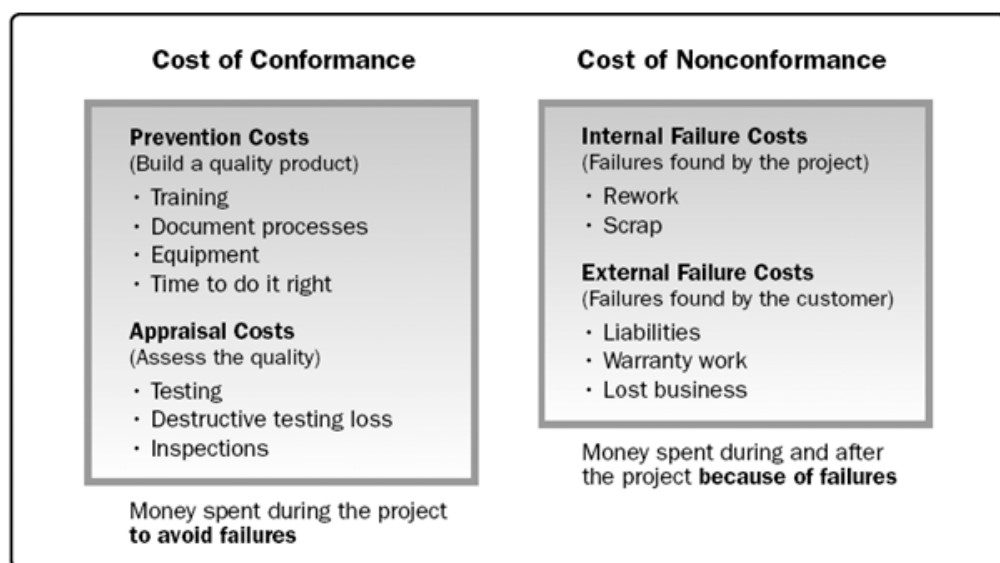 Cost of Conformance
Prevention Costs
(Build a quality product)
· Training
· Document processes
· Equipment
· Time to do it right
Appraisal Costs
(Assess the quality)
· Testing
· Destructive testing loss
· Inspections
Money spent during the project
to avoid failures
Cost of Nonconformance
Internal Failure Costs
(Failures found by the project)
· Rework
· Scrap
External Failure Costs
(Failures found by the customer)
· Liabilities
· Warranty work
· Lost business
Money spent during and after
the project because of failures